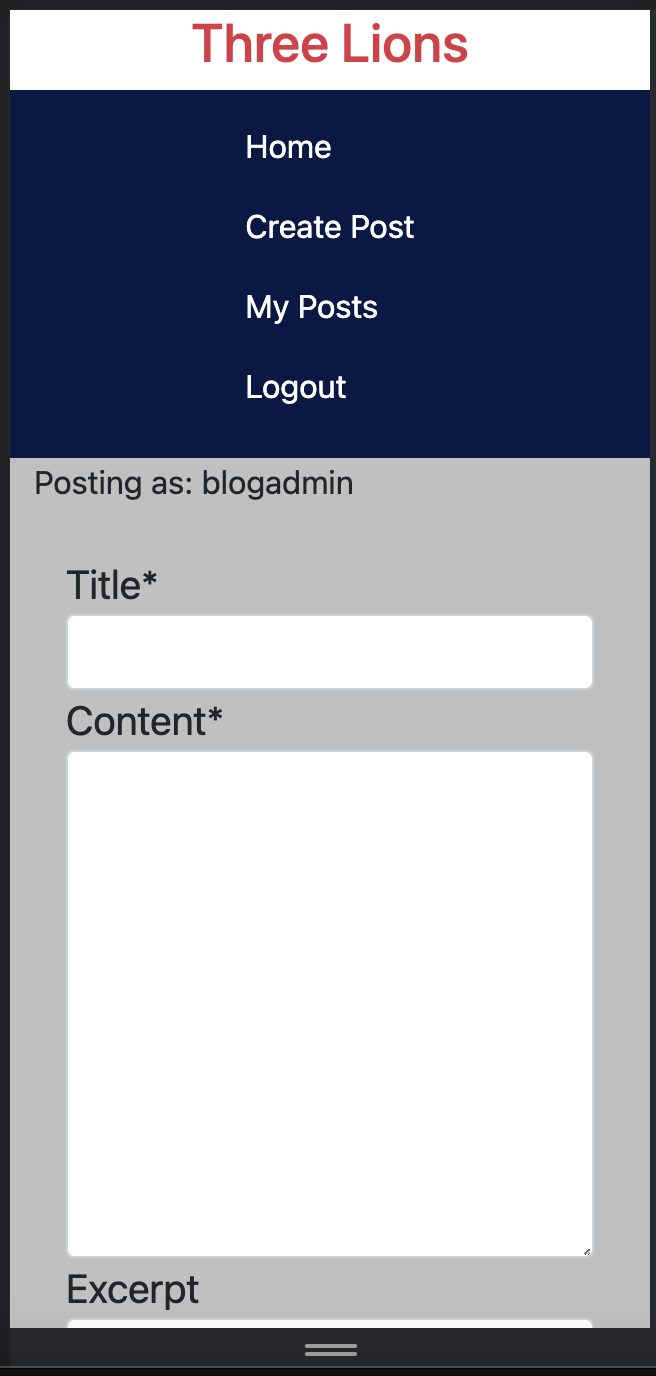 Three Lions
Home
Create Post
My Posts
Logout
Posting as: blogadmin
Title*
Content*
Excerpt